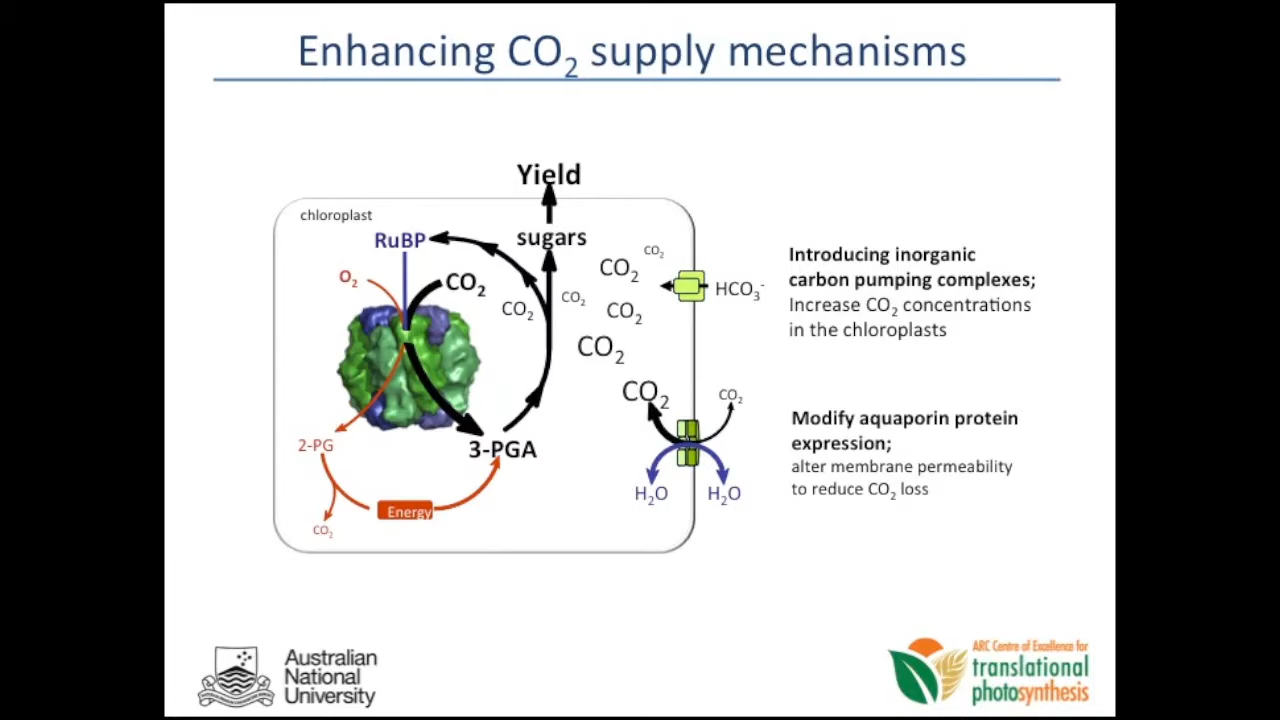 Enhancing CO₂ supply mechanisms
Yield
chloroplast
RuBP
sugars
O₂
CO₂
CO₂
CO₂
CO₂
CO₂
CO₂
CO₂
HCO₃⁻
Introducing inorganic
carbon pumping complexes;
Increase CO₂ concentrations
in the chloroplasts
CO₂
CO₂
Modify aquaporin protein
expression;
alter membrane permeability
to reduce CO₂ loss
2-PG
3-PGA
H₂O
H₂O
Energy
CO₂
Australian
National
University
ARC Centre of Excellence for
translational
photosynthesis